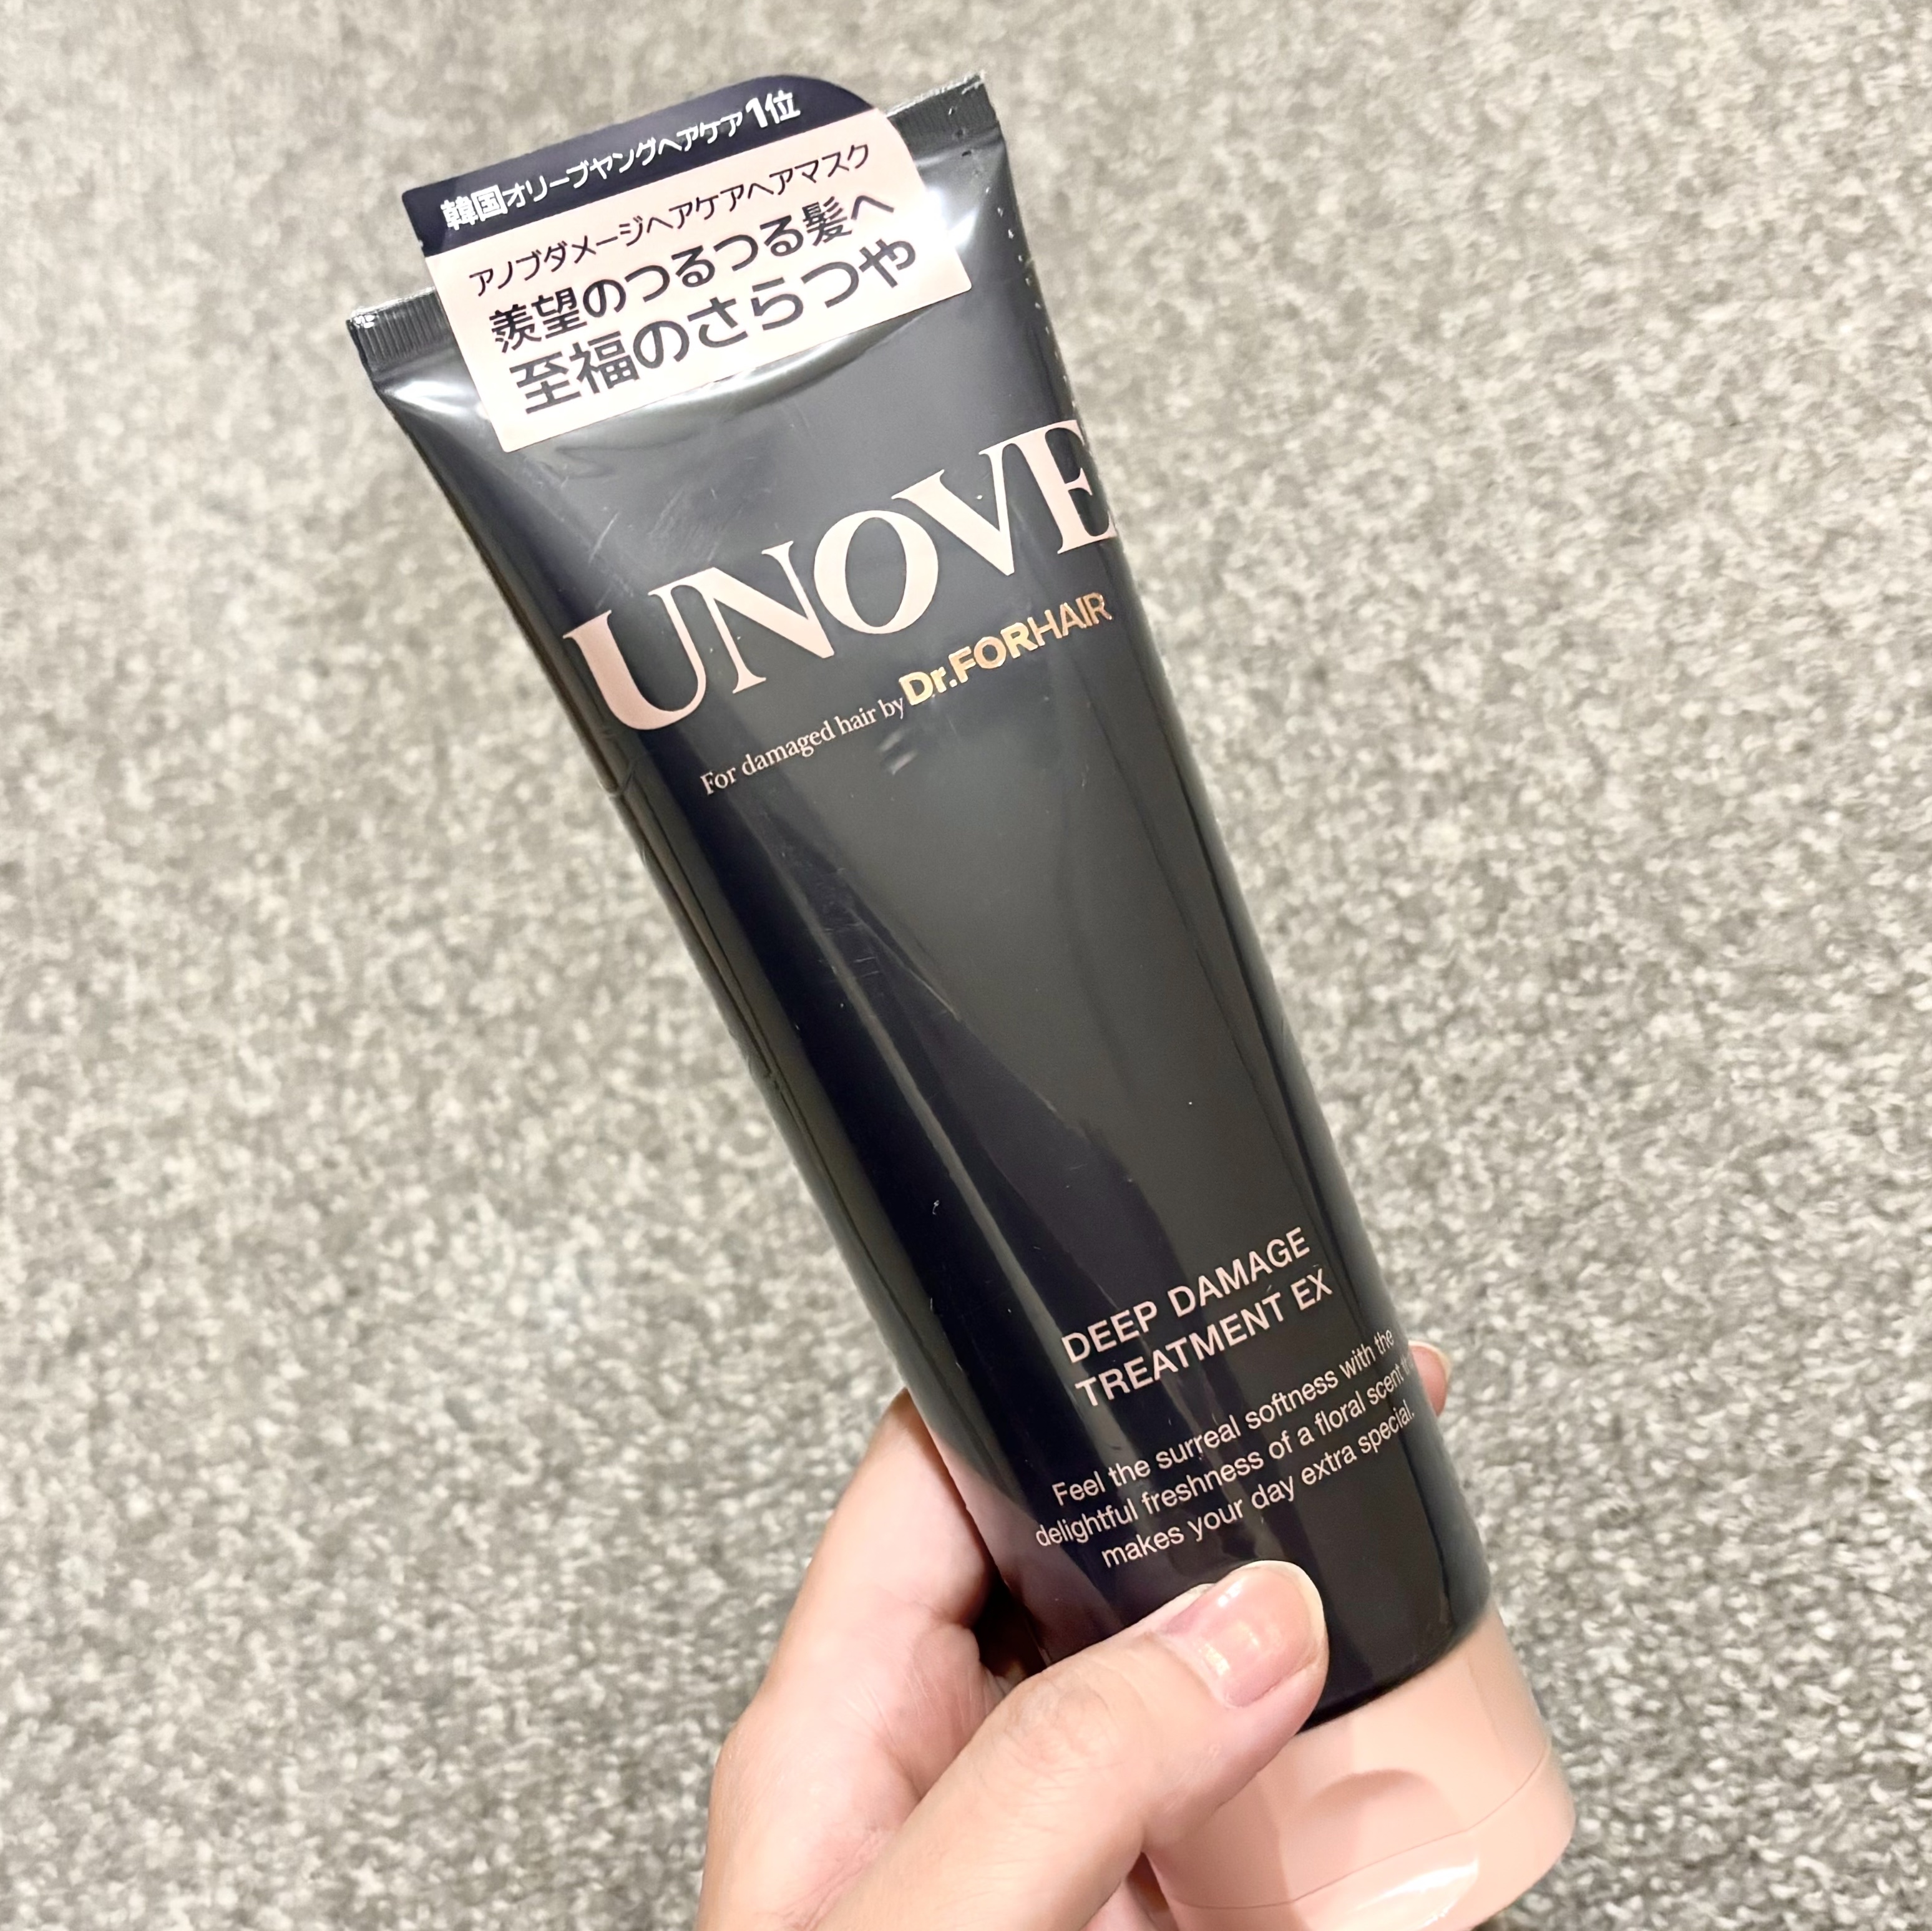 韓国オリーブヤングヘアケア1位
アノブダメージヘアケアヘアマスク
羨望のつるつる髪へ
至福のさらつや
UNOVE
For damaged hair by Dr.FORHAIR
DEEP DAMAGE
TREATMENT EX
Feel the surreal softness with the
delightful freshness of a floral scent
makes your day extra special.